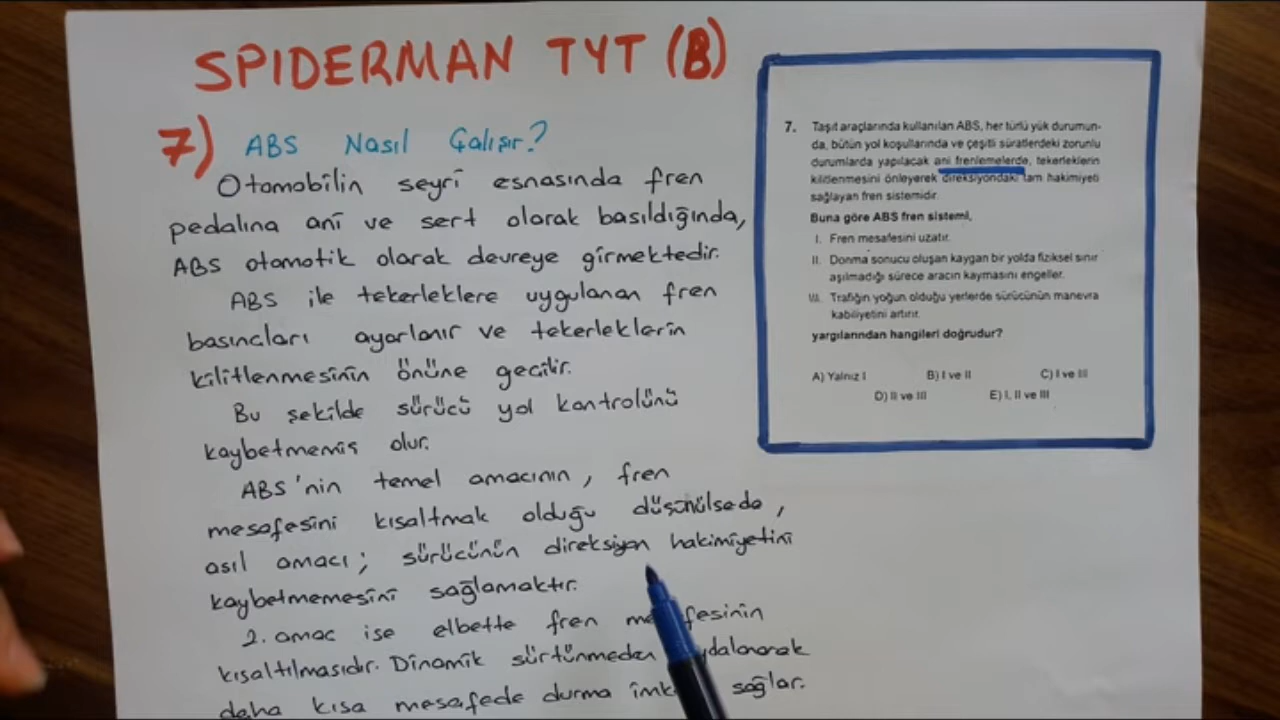 SPIDERMAN TYT (B)
7) ABS Nasıl Çalışır?
Otomobilin seyri esnasında fren
pedalına ani ve sert olarak basıldığında,
ABS otomotik olarak devreye girmektedir.
ABS ile tekerleklere uygulanan fren
basıncları ayarlanır ve tekerleklerin
kilitlenmesinin önüne gecilir.
Bu şekilde sürücü yol kontrolünü
kaybetmemiş olur.
ABS'nin temel amacının, fren
mesafesini kısaltmak olduğu düşünülsede,
asıl amacı; sürücünün direksiyon hakimiyetini
kaybetmemesini sağlamaktır.
2. amac ise elbette fren
kısaltılmasıdır. Dinamik sürtünmeden
daha kısa mesafede durma sağlar.
7. Taşıt araçlarında kullanılan ABS, her türlü yük durumun-
da, bütün yol koşullarında ve çeşitli süratlerdeki zorunlu
durumlarda yapılacak ani frenlemelerde, tekerleklerin
kilitlenmesini önleyerek direksiyondaki tam hakimiyeti
sağlayan fren sistemidir.
Buna göre ABS fren sistemi,
I. Fren mesafesini uzatır.
II. Donma sonucu oluşan kaygan bir yolda fiziksel sınır
aşılmadığı sürece aracın kaymasını engeller.
III. Trafiğin yoğun olduğu yerlerde sürücünün manevra
kabiliyetini artırır.
yargılarından hangileri doğrudur?
A) Yalnız I B) I ve II C) I ve III
D) II ve III E) I, II ve III